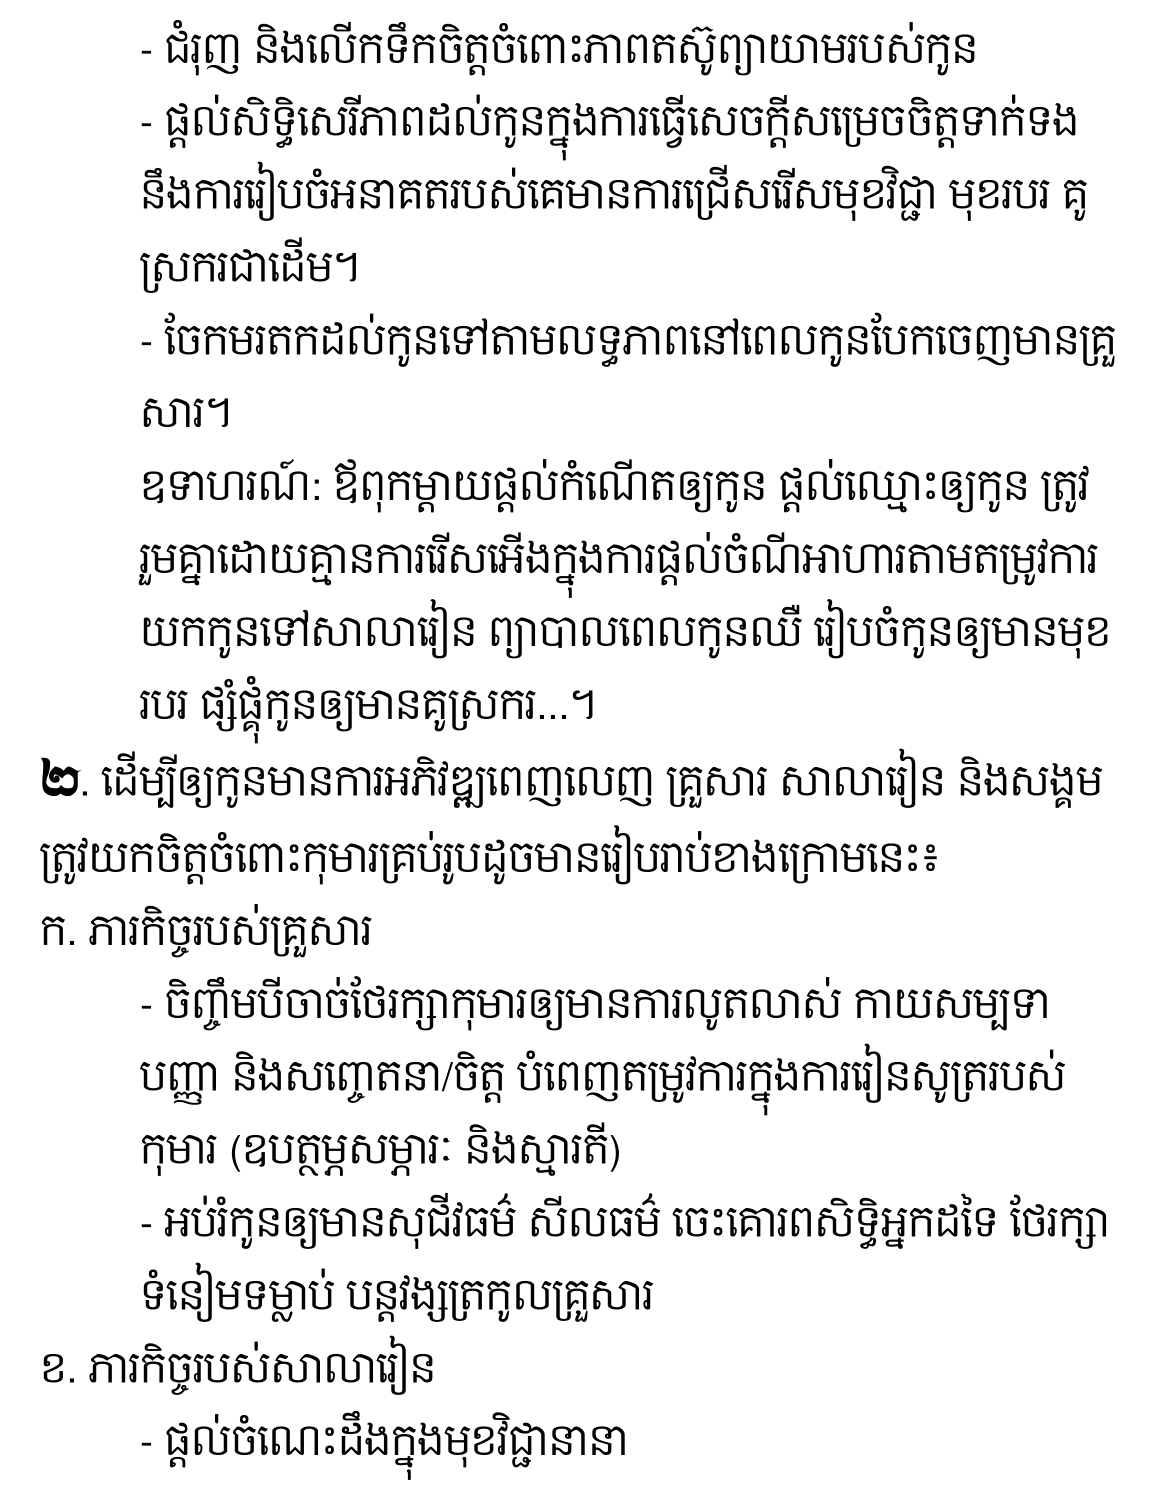 - ជំរុញ និងលើកទឹកចិត្តចំពោះភាពតស៊ូព្យាយាមរបស់កូន
- ផ្តល់សិទ្ធិសេរីភាពដល់កូនក្នុងការធ្វើសេចក្តីសម្រេចចិត្តទាក់ទង
នឹងការរៀបចំអនាគតរបស់គេមានការជ្រើសរើសមុខវិជ្ជា មុខរបរ គូ
ស្រករជាដើម។
- ចែកមរតកដល់កូនទៅតាមលទ្ធភាពនៅពេលកូនបែកចេញមានគ្រួ
សារ។
ឧទាហរណ៍: ឪពុកម្តាយផ្តល់កំណើតឲ្យកូន ផ្តល់ឈ្មោះឲ្យកូន ត្រូវ
រួមគ្នាដោយគ្មានការរើសអើងក្នុងការផ្តល់ចំណីអាហារតាមតម្រូវការ
យកកូនទៅសាលារៀន ព្យាបាលពេលកូនឈឺ រៀបចំកូនឲ្យមានមុខ
របរ ផ្សំផ្គុំកូនឲ្យមានគូស្រករ...។
២. ដើម្បីឲ្យកូនមានការអភិវឌ្ឍពេញលេញ គ្រួសារ សាលារៀន និងសង្គម
ត្រូវយកចិត្តចំពោះកុមារគ្រប់រូបដូចមានរៀបរាប់ខាងក្រោមនេះ៖
ក. ភារកិច្ចរបស់គ្រួសារ
- ចិញ្ចឹមបីចាច់ថែរក្សាកុមារឲ្យមានការលូតលាស់ កាយសម្បទា
បញ្ញា និងសញ្ចេតនា/ចិត្ត បំពេញតម្រូវការក្នុងការរៀនសូត្ររបស់
កុមារ (ឧបត្ថម្ភសម្ភារៈ និងស្មារតី)
- អប់រំកូនឲ្យមានសុជីវធម៌ សីលធម៌ ចេះគោរពសិទ្ធិអ្នកដទៃ ថែរក្សា
ទំនៀមទម្លាប់ បន្តវង្សត្រកូលគ្រួសារ
ខ. ភារកិច្ចរបស់សាលារៀន
- ផ្តល់ចំណេះដឹងក្នុងមុខវិជ្ជានានា